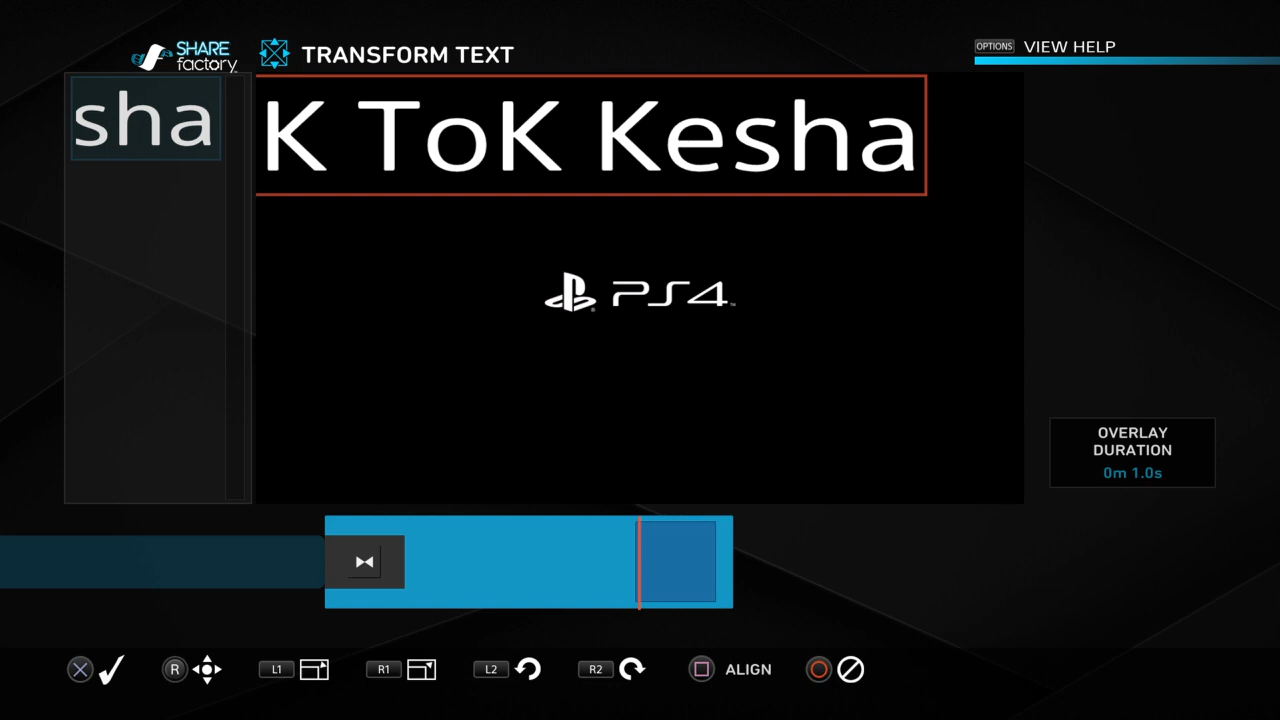 SHARE
factory
TRANSFORM TEXT
OPTIONS VIEW HELP
sha
K ToK Kesha
PS4
OVERLAY
DURATION
0m 1.0s
R
L1
R1
L2
R2
ALIGN